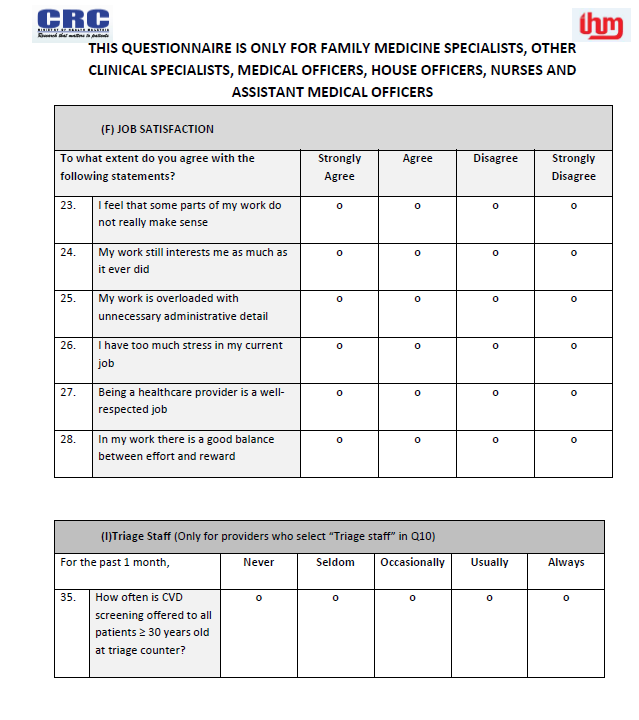 CRC
MINISTRY OF HEALTH MALAYSIA
Research that matters to patients
ihm
THIS QUESTIONNAIRE IS ONLY FOR FAMILY MEDICINE SPECIALISTS, OTHER
CLINICAL SPECIALISTS, MEDICAL OFFICERS, HOUSE OFFICERS, NURSES AND
ASSISTANT MEDICAL OFFICERS
(F) JOB SATISFACTION
To what extent do you agree with the following statements? Strongly Agree Agree Disagree Strongly Disagree
23. I feel that some parts of my work do o o o o
not really make sense
24. My work still interests me as much as o o o o
it ever did
25. My work is overloaded with o o o o
unnecessary administrative detail
26. I have too much stress in my current o o o o
job
27. Being a healthcare provider is a well- o o o o
respected job
28. In my work there is a good balance o o o o
between effort and reward
(I)Triage Staff (Only for providers who select “Triage staff” in Q10)
For the past 1 month, Never Seldom Occasionally Usually Always
35. How often is CVD o o o o o
screening offered to all
patients ≥ 30 years old
at triage counter?